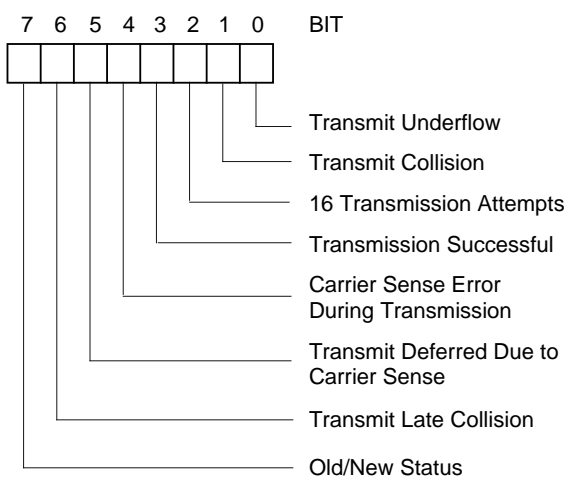 7 6 5 4 3 2 1 0 BIT
Transmit Underflow
Transmit Collision
16 Transmission Attempts
Transmission Successful
Carrier Sense Error
During Transmission
Transmit Deferred Due to
Carrier Sense
Transmit Late Collision
Old/New Status